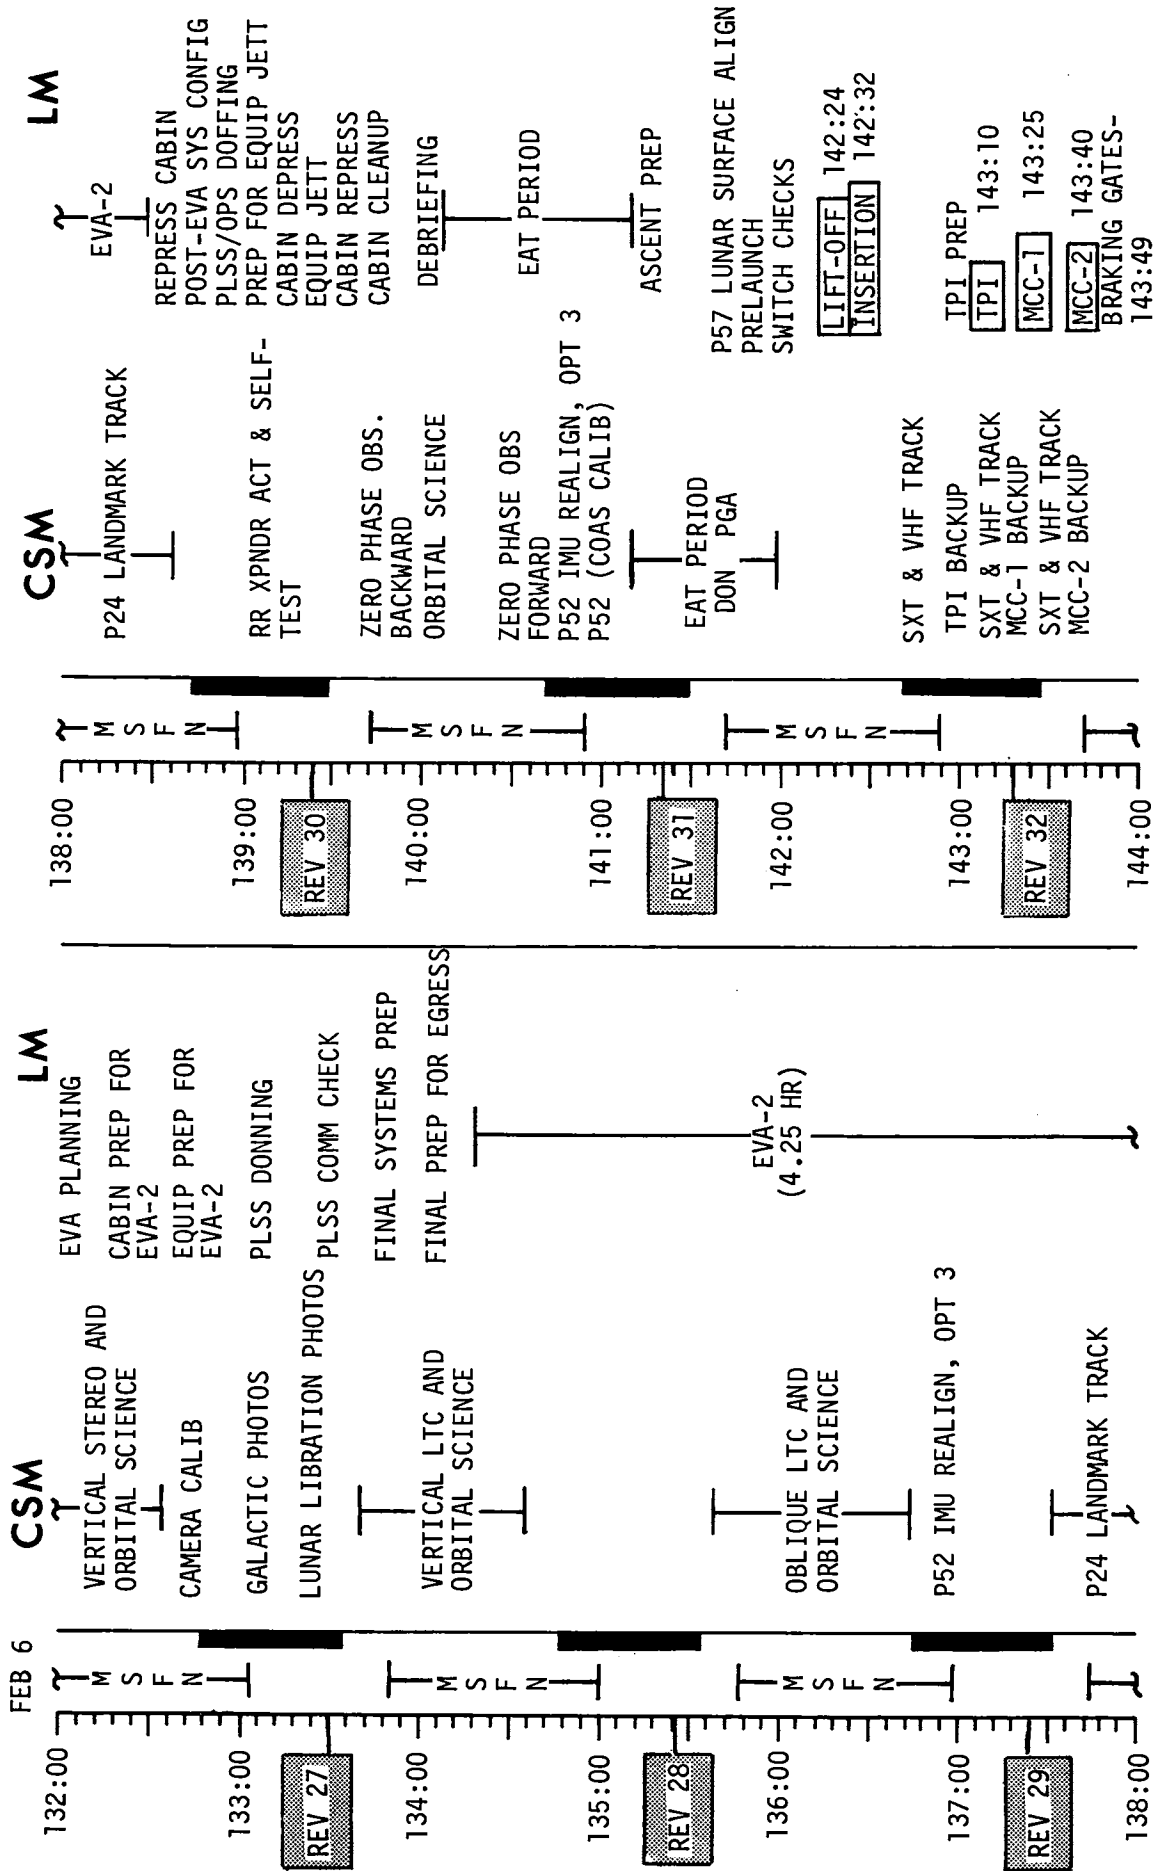 FEB 6
132:00
133:00
REV 27
134:00
135:00
REV 28
136:00
137:00
REV 29
138:00
MSFN
MSFN
MSFN
CSM
VERTICAL STEREO AND
ORBITAL SCIENCE
CAMERA CALIB
GALACTIC PHOTOS
LUNAR LIBRATION PHOTOS
VERTICAL LTC AND
ORBITAL SCIENCE
OBLIQUE LTC AND
ORBITAL SCIENCE
P52 IMU REALIGN, OPT 3
P24 LANDMARK TRACK
LM
EVA PLANNING
CABIN PREP FOR
EVA-2
EQUIP PREP FOR
EVA-2
PLSS DONNING
PLSS COMM CHECK
FINAL SYSTEMS PREP
FINAL PREP FOR EGRESS
EVA-2
(4.25 HR)
138:00
139:00
REV 30
140:00
141:00
REV 31
142:00
143:00
REV 32
144:00
MSFN
MSFN
MSFN
CSM
P24 LANDMARK TRACK
RR XPNDR ACT & SELF-
TEST
ZERO PHASE OBS.
BACKWARD
ORBITAL SCIENCE
ZERO PHASE OBS
FORWARD
P52 IMU REALIGN, OPT 3
P52 (COAS CALIB)
EAT PERIOD
DON PGA
SXT & VHF TRACK
TPI BACKUP
SXT & VHF TRACK
MCC-1 BACKUP
SXT & VHF TRACK
MCC-2 BACKUP
LM
EVA-2
REPRESS CABIN
POST-EVA SYS CONFIG
PLSS/OPS DOFFING
PREP FOR EQUIP JETT
CABIN DEPRESS
EQUIP JETT
CABIN REPRESS
CABIN CLEANUP
DEBRIEFING
EAT PERIOD
ASCENT PREP
P57 LUNAR SURFACE ALIGN
PRELAUNCH
SWITCH CHECKS
LIFT-OFF 142:24
INSERTION 142:32
TPI PREP
TPI 143:10
MCC-1 143:25
MCC-2 143:40
BRAKING GATES-
143:49